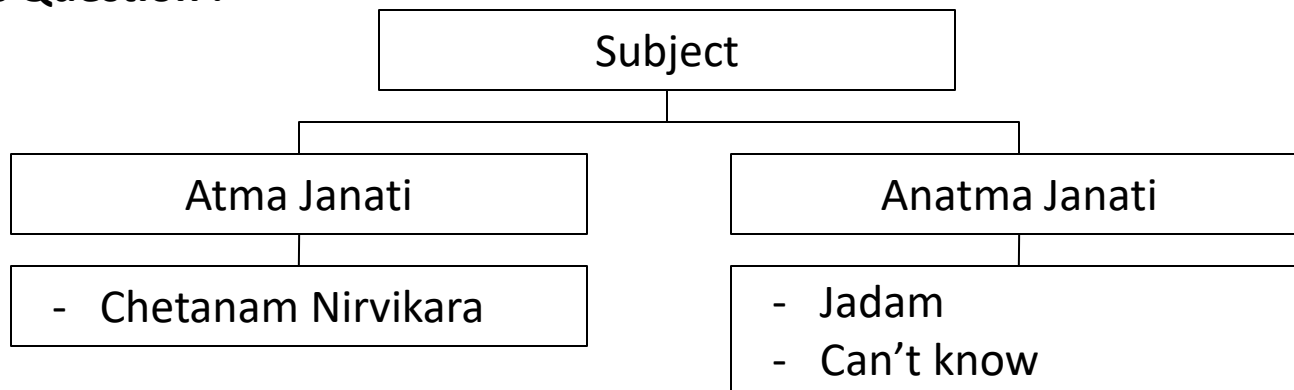 Question :
Subject
Atma Janati
Anatma Janati
- Chetanam Nirvikara
- Jadam
- Can’t know